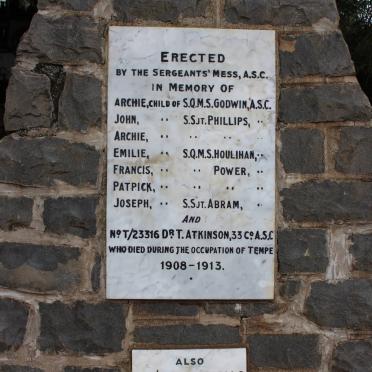 ERECTED
BY THE SERGEANTS' MESS, A.S.C.
IN MEMORY OF
ARCHIE, CHILD OF S.Q.M.S. GODWIN, A.S.C.
JOHN, " S.SJT. PHILLIPS, "
ARCHIE, " " " "
EMILIE, " S.Q.M.S. HOULIHAN, "
FRANCIS, " " POWER, "
PATPICK, " " " "
JOSEPH, " S.SJT. ABRAM, "
AND
NO T/23316 DR T. ATKINSON, 33 CO A.S.C
WHO DIED DURING THE OCCUPATION OF TEMPE
1908-1913.
ALSO